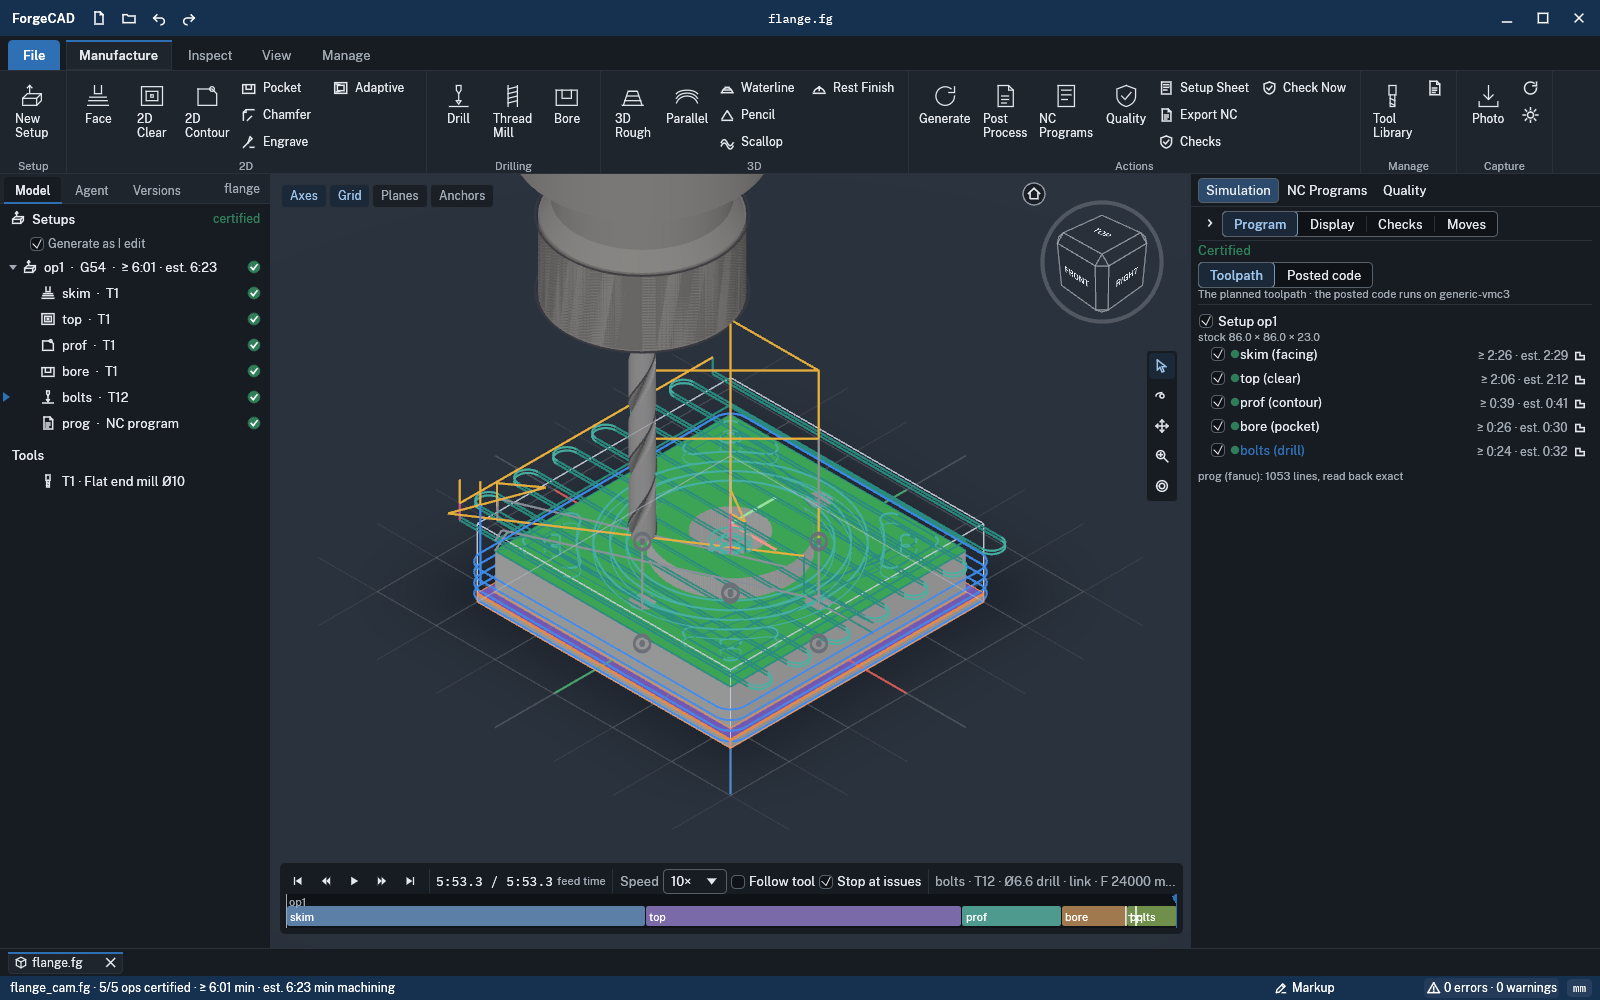 ForgeCAD
flange.fg
File
Manufacture
Inspect
View
Manage
New Setup
Face
2D Clear
2D Contour
Pocket
Adaptive
Chamfer
Engrave
Drill
Thread Mill
Bore
3D Rough
Parallel
Waterline
Rest Finish
Pencil
Scallop
Generate
Post Process
NC Programs
Quality
Setup Sheet
Check Now
Export NC
Checks
Tool Library
Photo
Setup
2D
Drilling
3D
Actions
Manage
Capture
Model
Agent
Versions
flange
Setups
certified
Generate as I edit
op1 · G54 · ≥ 6:01 · est. 6:23
skim · T1
top · T1
prof · T1
bore · T1
bolts · T12
prog · NC program
Tools
T1 · Flat end mill Ø10
Axes
Grid
Planes
Anchors
TOP
FRONT
RIGHT
Simulation
NC Programs
Quality
Program
Display
Checks
Moves
Certified
Toolpath
Posted code
The planned toolpath · the posted code runs on generic-vmc3
Setup op1
stock 86.0 × 86.0 × 23.0
skim (facing) ≥ 2:26 · est. 2:29
top (clear) ≥ 2:06 · est. 2:12
prof (contour) ≥ 0:39 · est. 0:41
bore (pocket) ≥ 0:26 · est. 0:30
bolts (drill) ≥ 0:24 · est. 0:32
prog (fanuc): 1053 lines, read back exact
5:53.3 / 5:53.3 feed time
Speed
10×
Follow tool
Stop at issues
bolts · T12 · Ø6.6 drill · link · F 24000 m...
op1
skim
top
prof
bore
flange.fg
flange_cam.fg · 5/5 ops certified · ≥ 6:01 min · est. 6:23 min machining
Markup
0 errors · 0 warnings
mm